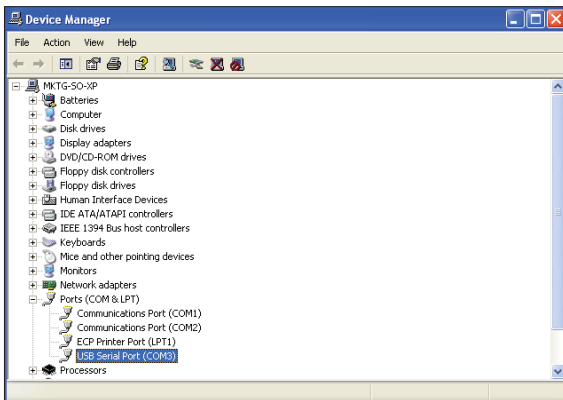 Device Manager
File Action View Help
MKTG-SO-XP
Batteries
Computer
Disk drives
Display adapters
DVD/CD-ROM drives
Floppy disk controllers
Floppy disk drives
Human Interface Devices
IDE ATA/ATAPI controllers
IEEE 1394 Bus host controllers
Keyboards
Mice and other pointing devices
Monitors
Network adapters
Ports (COM & LPT)
Communications Port (COM1)
Communications Port (COM2)
ECP Printer Port (LPT1)
USB Serial Port (COM3)
Processors